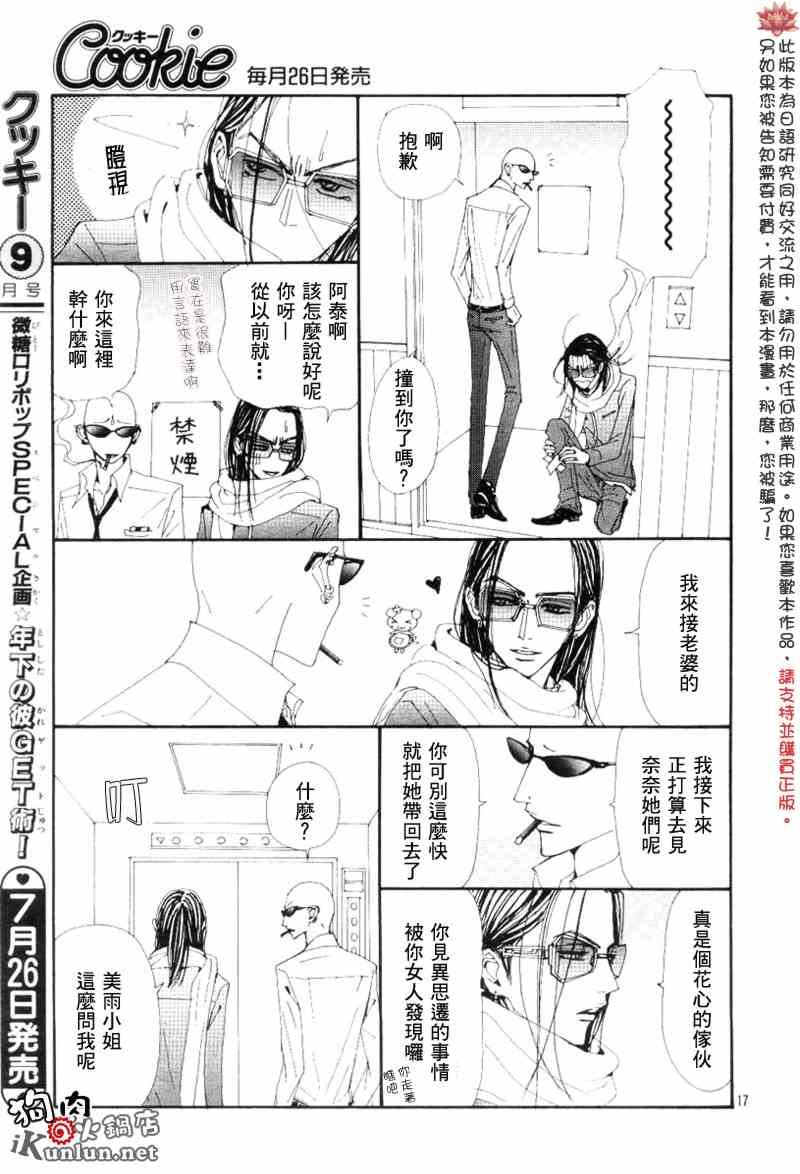 クッキー
Cookie
毎月26日発売
啊
抱歉
撞到你了嗎？
瞪現
阿泰啊
該怎麼說好呢
你呀ー
從以前就…
實在是很難
用言語來表達啊
你來這裡
幹什麼啊
禁煙
我來接老婆的
我接下來
正打算去見
奈奈她們呢
你可別這麼快
就把她帶回去了
什麼？
叮
美雨小姐
這麼問我呢
真是個花心的傢伙
你見異思遷的事情
被你女人發現囉
你走著
瞧吧
17
クッキー
9
月号
微糖ロリポップSPECIAL企画☆年下の彼GET術！
♥7月26日発売
此版本為日語研究同好交流之用，請勿用於任何商業用途。如果您喜歡本作品，請支持並購買正版。
另如果您被告知需要付費，才能看到本漫畫，那麼，您被騙了！
狗肉
火鍋店
iKunlun.net